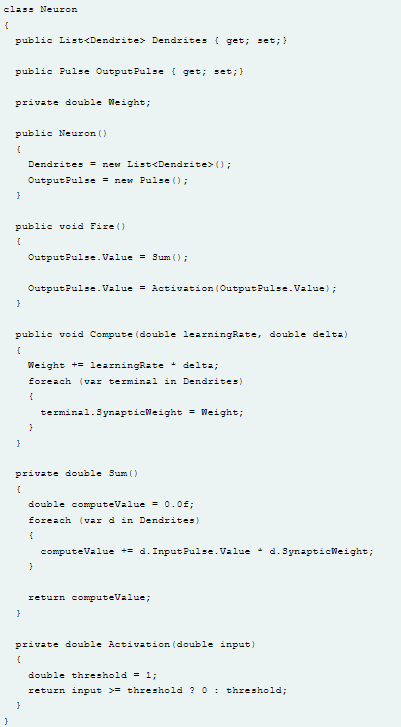 class Neuron
{
public List<Dendrite> Dendrites { get; set;}
public Pulse OutputPulse { get; set;}
private double Weight;
public Neuron()
{
Dendrites = new List<Dendrite>();
OutputPulse = new Pulse();
}
public void Fire()
{
OutputPulse.Value = Sum();
OutputPulse.Value = Activation(OutputPulse.Value);
}
public void Compute(double learningRate, double delta)
{
Weight += learningRate * delta;
foreach (var terminal in Dendrites)
{
terminal.SynapticWeight = Weight;
}
}
private double Sum()
{
double computeValue = 0.0f;
foreach (var d in Dendrites)
{
computeValue += d.InputPulse.Value * d.SynapticWeight;
}
return computeValue;
}
private double Activation(double input)
{
double threshold = 1;
return input >= threshold ? 0 : threshold;
}
}